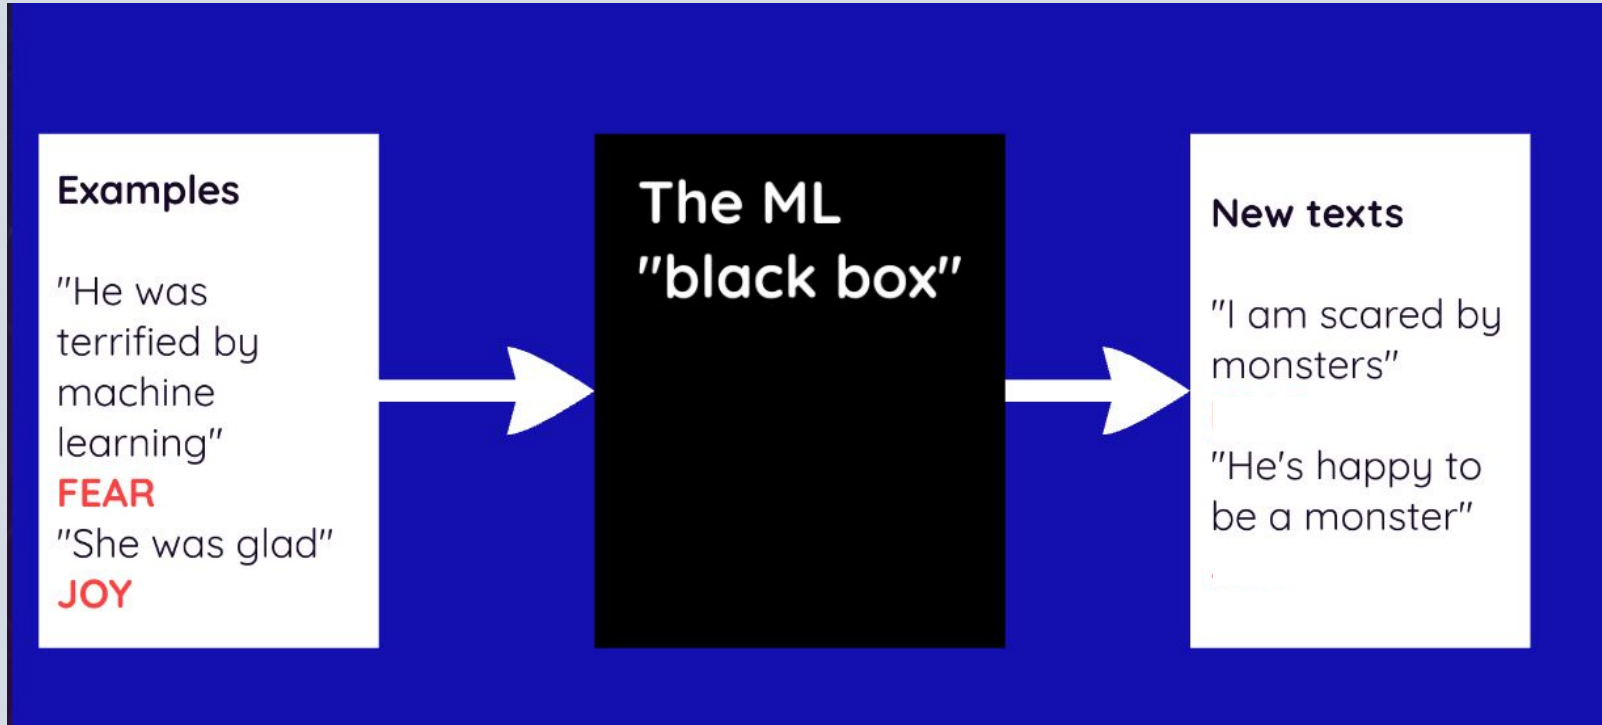 Examples
"He was
terrified by
machine
learning"
FEAR
"She was glad"
JOY
The ML
"black box"
New texts
"I am scared by
monsters"
"He's happy to
be a monster"